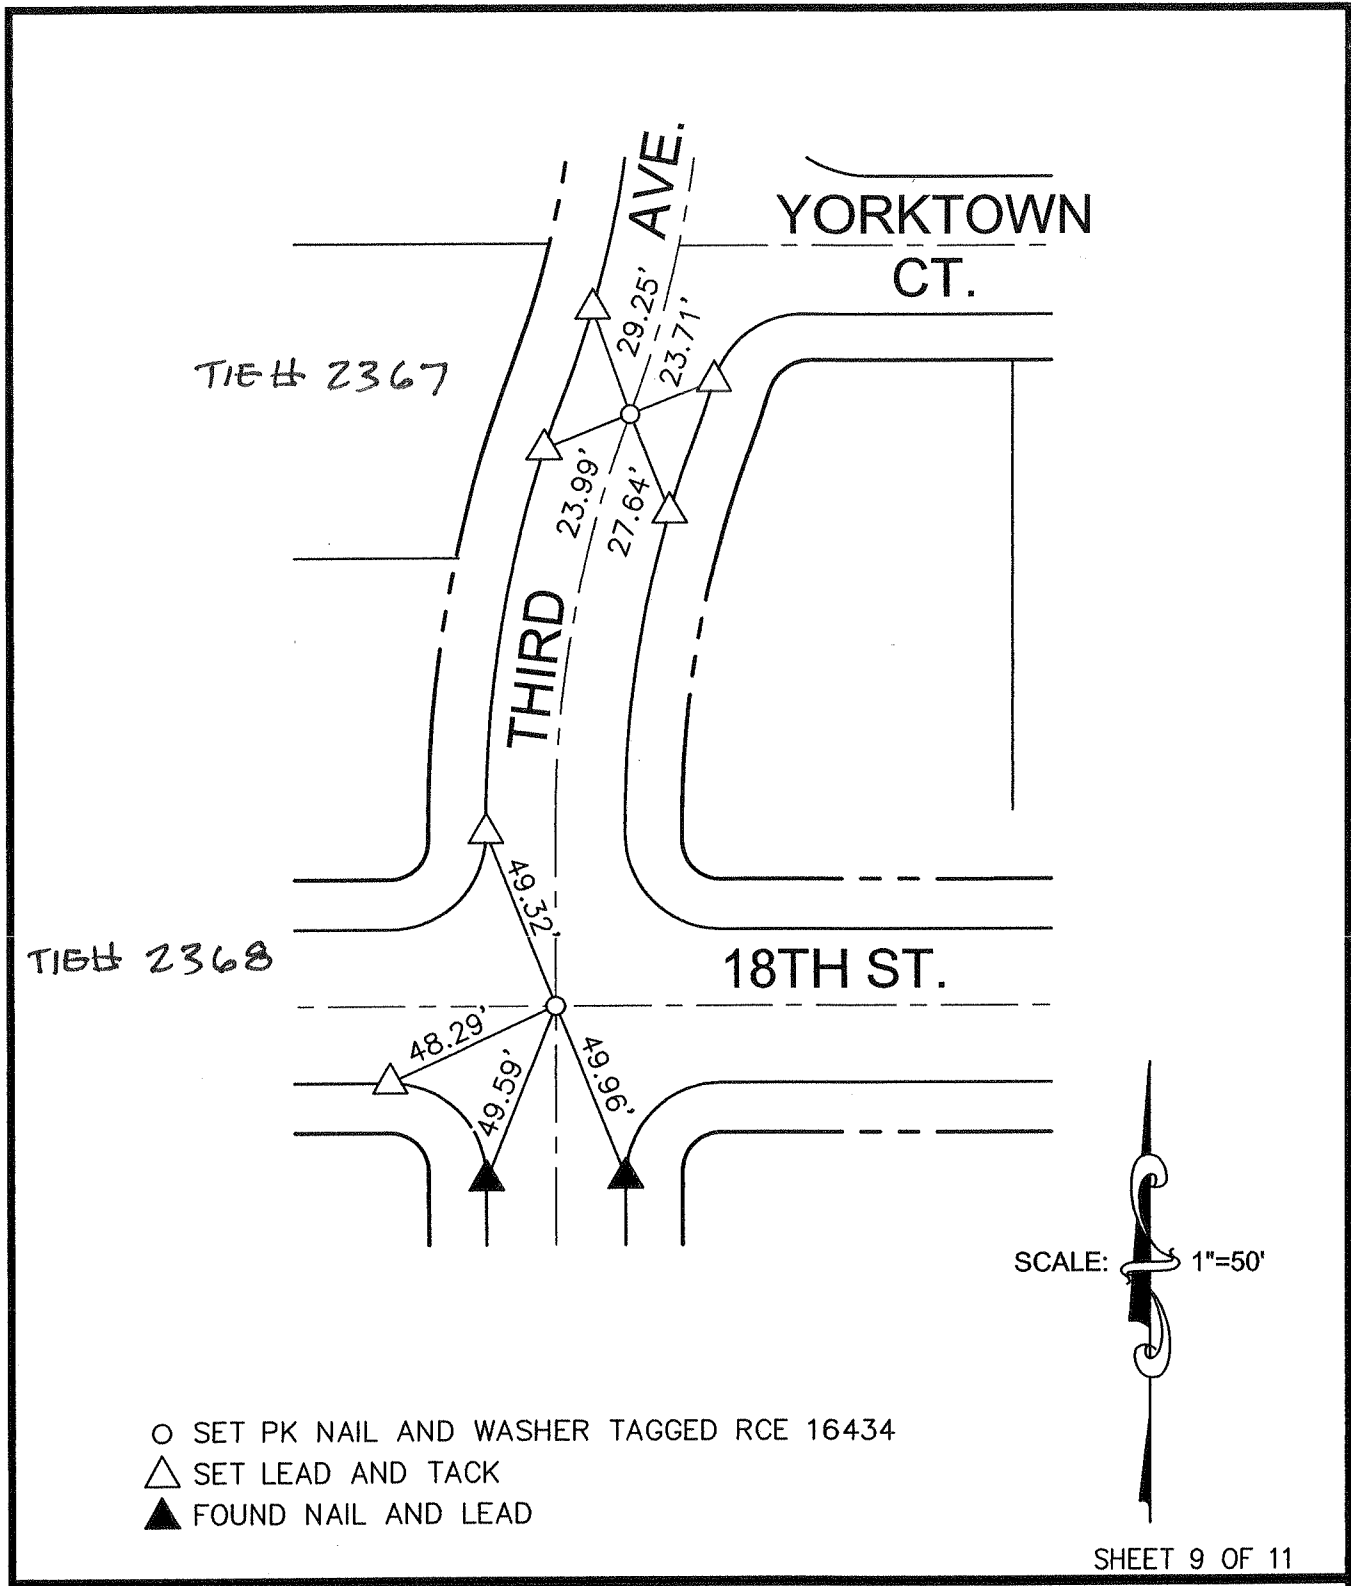 AVE.
YORKTOWN
CT.
29.25'
23.71'
TIE# 2367
23.99'
27.64'
THIRD
49.32'
TIE# 2368
18TH ST.
48.29'
49.59'
49.96'
SCALE: 1"=50'
SET PK NAIL AND WASHER TAGGED RCE 16434
SET LEAD AND TACK
FOUND NAIL AND LEAD
SHEET 9 OF 11